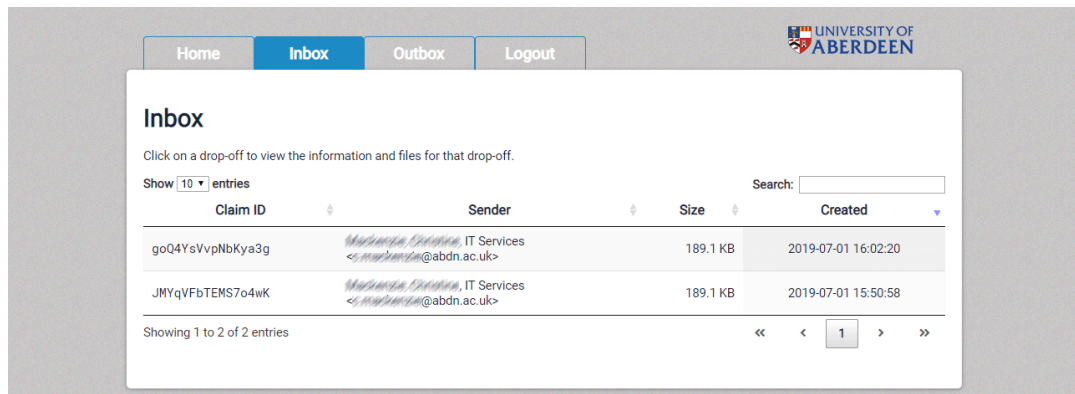 UNIVERSITY OF
ABERDEEN
Home Inbox Outbox Logout
Inbox
Click on a drop-off to view the information and files for that drop-off.
Show 10 entries Search:
Claim ID Sender Size Created
goQ4YsVvpNbKya3g , IT Services 189.1 KB 2019-07-01 16:02:20
< @abdn.ac.uk>
JMYqVFbTEMS7o4wK , IT Services 189.1 KB 2019-07-01 15:50:58
< @abdn.ac.uk>
Showing 1 to 2 of 2 entries « ‹ 1 › »